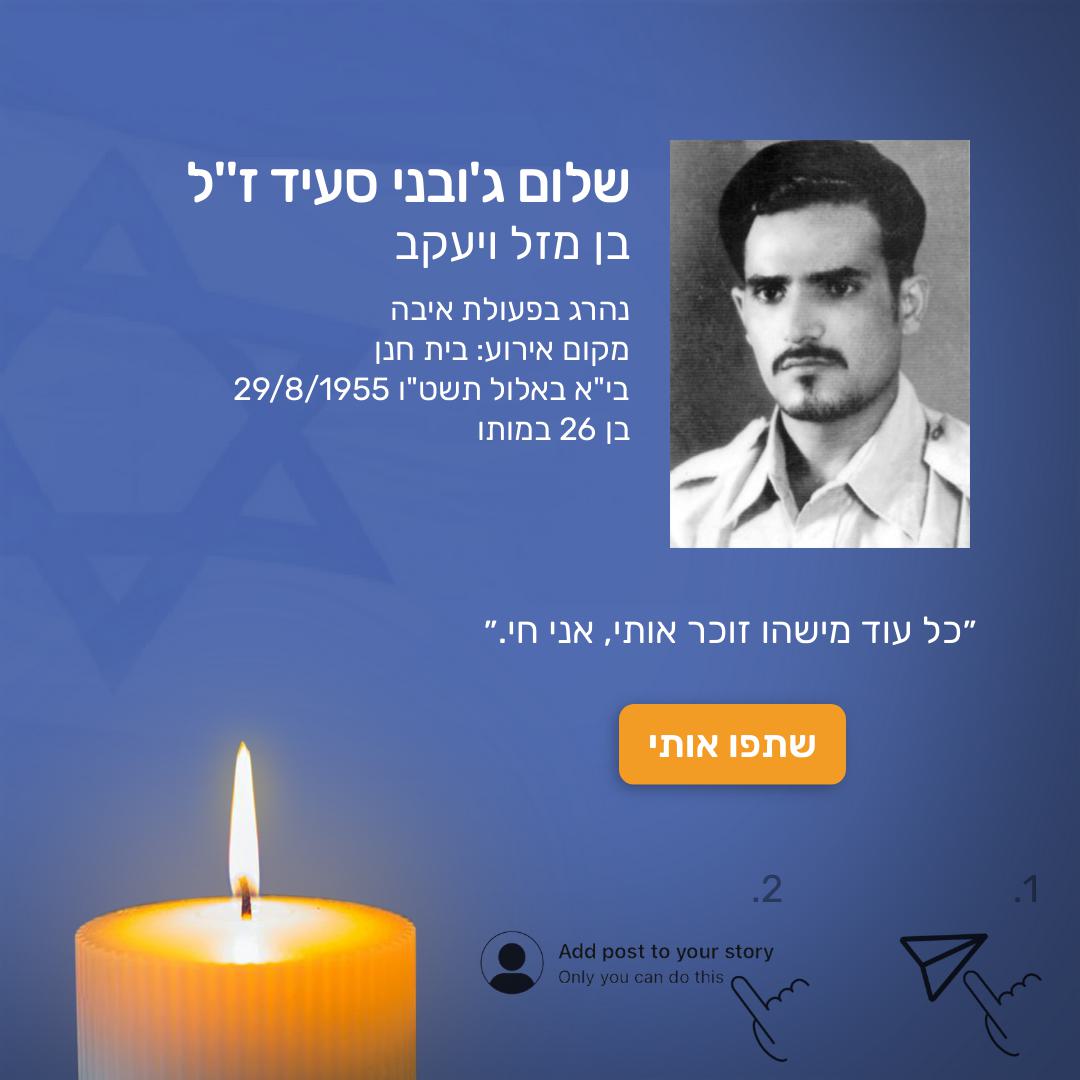 שלום ג'ובני סעיד ז"ל
בן מזל ויעקב
נהרג בפעולת איבה
מקום אירוע: בית חנן
בי"א באלול תשט"ו 29/8/1955
בן 26 במותו
״כל עוד מישהו זוכר אותי, אני חי.״
שתפו אותי
1.
2.
Add post to your story
Only you can do this